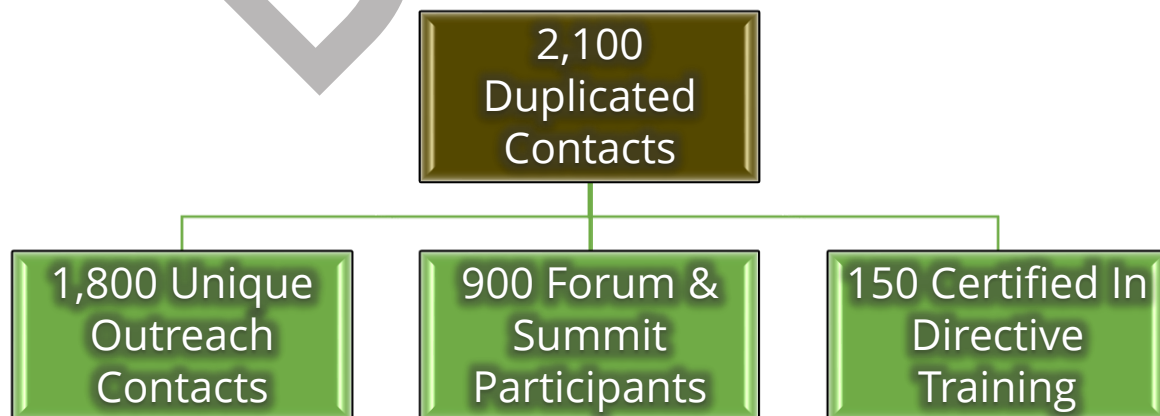 2,100
Duplicated
Contacts
1,800 Unique
Outreach
Contacts
900 Forum &
Summit
Participants
150 Certified In
Directive
Training